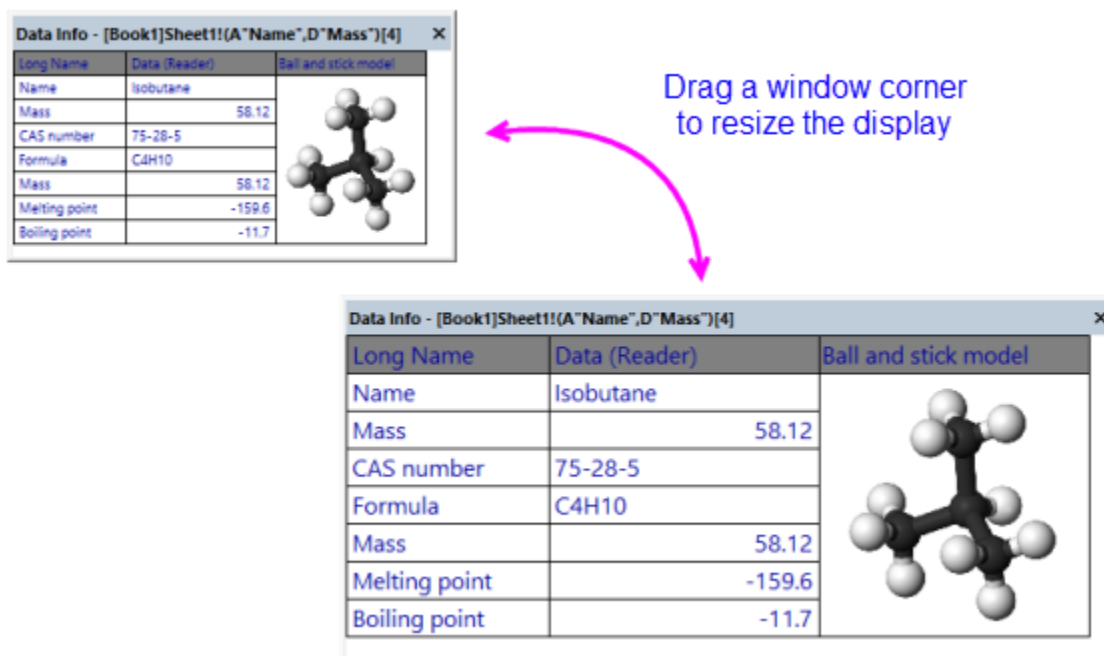 Data Info - [Book1]Sheet1!(A"Name",D"Mass")[4] ×
Long Name Data (Reader) Ball and stick model
Name Isobutane
Mass 58.12
CAS number 75-28-5
Formula C4H10
Mass 58.12
Melting point -159.6
Boiling point -11.7
Drag a window corner
to resize the display
Data Info - [Book1]Sheet1!(A"Name",D"Mass")[4] ×
Long Name Data (Reader) Ball and stick model
Name Isobutane
Mass 58.12
CAS number 75-28-5
Formula C4H10
Mass 58.12
Melting point -159.6
Boiling point -11.7